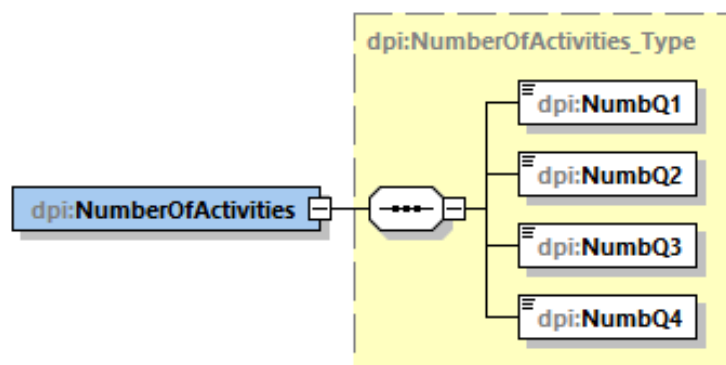 dpi:NumberOfActivities_Type
dpi:NumbQ1
dpi:NumbQ2
dpi:NumberOfActivities
dpi:NumbQ3
dpi:NumbQ4